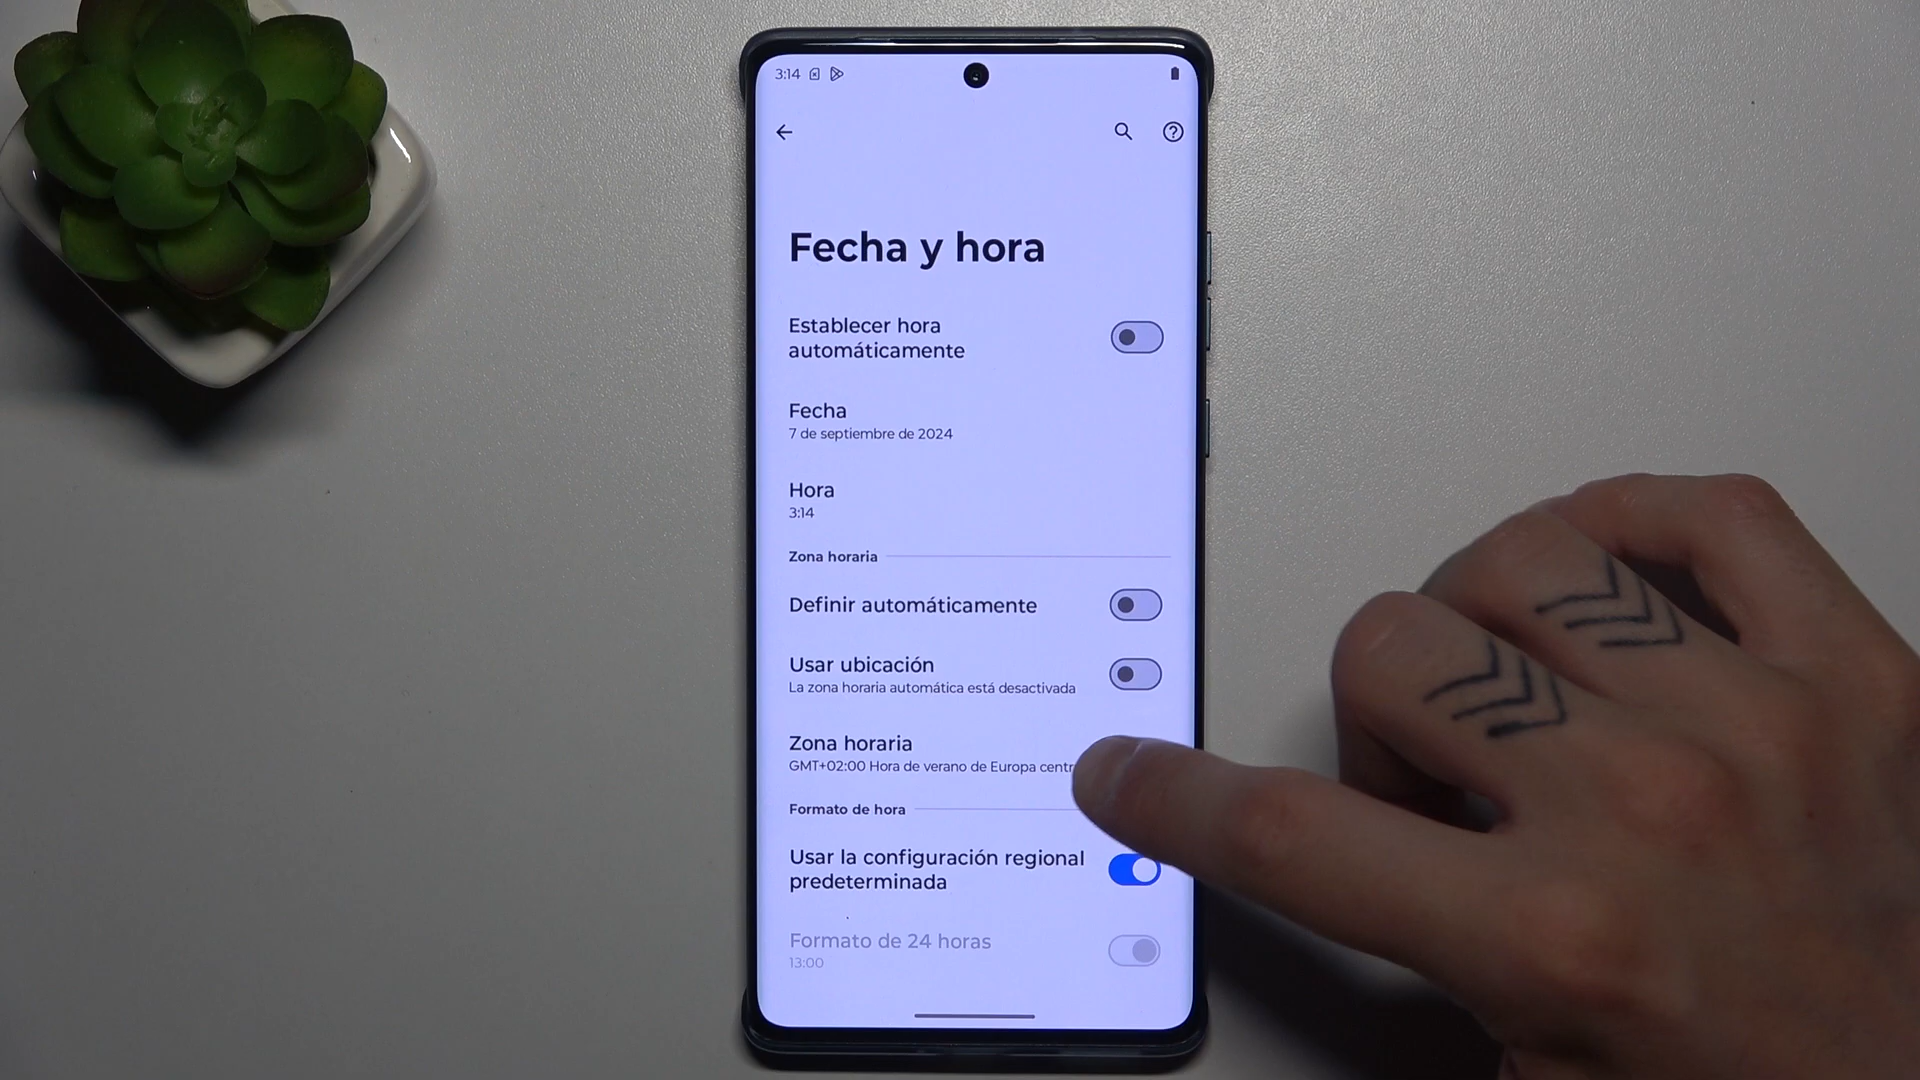 3:14
Fecha y hora
Establecer hora
automáticamente
Fecha
7 de septiembre de 2024
Hora
3:14
Zona horaria
Definir automáticamente
Usar ubicación
La zona horaria automática está desactivada
Zona horaria
GMT+02:00 Hora de verano de Europa
Formato de hora
Usar la configuración regional
predeterminada
Formato de 24 horas
13:00